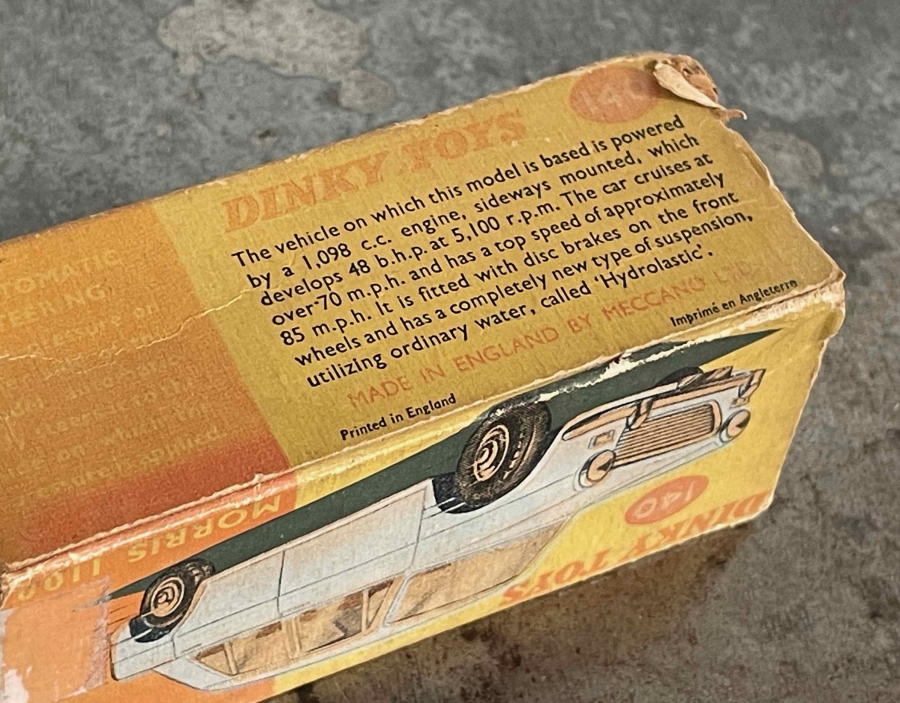 DINKY TOYS 140
The vehicle on which this model is based is powered
by a 1,098 c.c. engine, sideways mounted, which
develops 48 b.h.p. at 5,100 r.p.m. The car cruises at
over 70 m.p.h. and has a top speed of approximately
85 m.p.h. It is fitted with disc brakes on the front
wheels and has a completely new type of suspension,
utilizing ordinary water, called 'Hydrolastic'.
MADE IN ENGLAND BY MECCANO LTD.
Printed in England
Imprimé en Angleterre
MORRIS 1100
140
DINKY TOYS